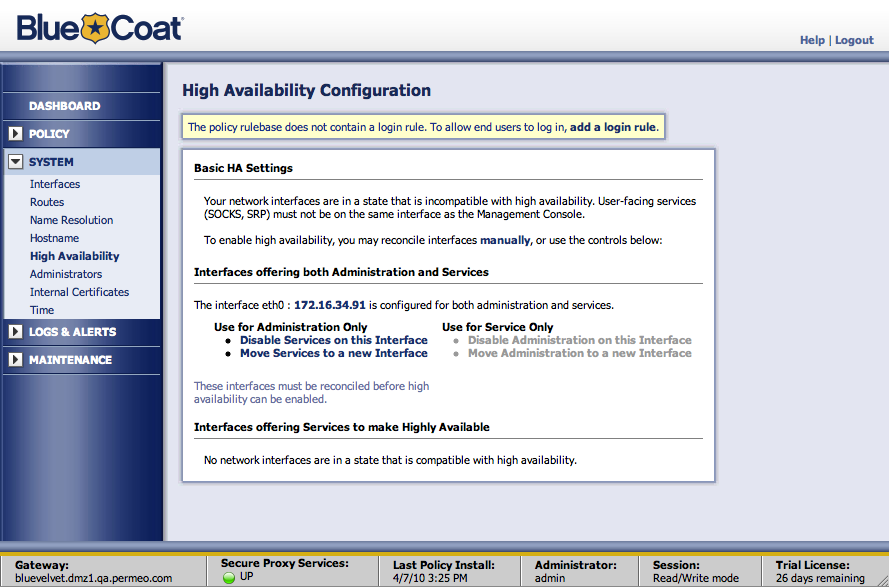 Blue Coat
Help | Logout
DASHBOARD
POLICY
SYSTEM
Interfaces
Routes
Name Resolution
Hostname
High Availability
Administrators
Internal Certificates
Time
LOGS & ALERTS
MAINTENANCE
High Availability Configuration
The policy rulebase does not contain a login rule. To allow end users to log in, add a login rule.
Basic HA Settings
Your network interfaces are in a state that is incompatible with high availability. User-facing services
(SOCKS, SRP) must not be on the same interface as the Management Console.
To enable high availability, you may reconcile interfaces manually, or use the controls below:
Interfaces offering both Administration and Services
The interface eth0 : 172.16.34.91 is configured for both administration and services.
Use for Administration Only
• Disable Services on this Interface
• Move Services to a new Interface
Use for Service Only
• Disable Administration on this Interface
• Move Administration to a new Interface
These interfaces must be reconciled before high
availability can be enabled.
Interfaces offering Services to make Highly Available
No network interfaces are in a state that is compatible with high availability.
Gateway:
bluevelvet.dmz1.qa.permeo.com
Secure Proxy Services:
UP
Last Policy Install:
4/7/10 3:25 PM
Administrator:
admin
Session:
Read/Write mode
Trial License:
26 days remaining